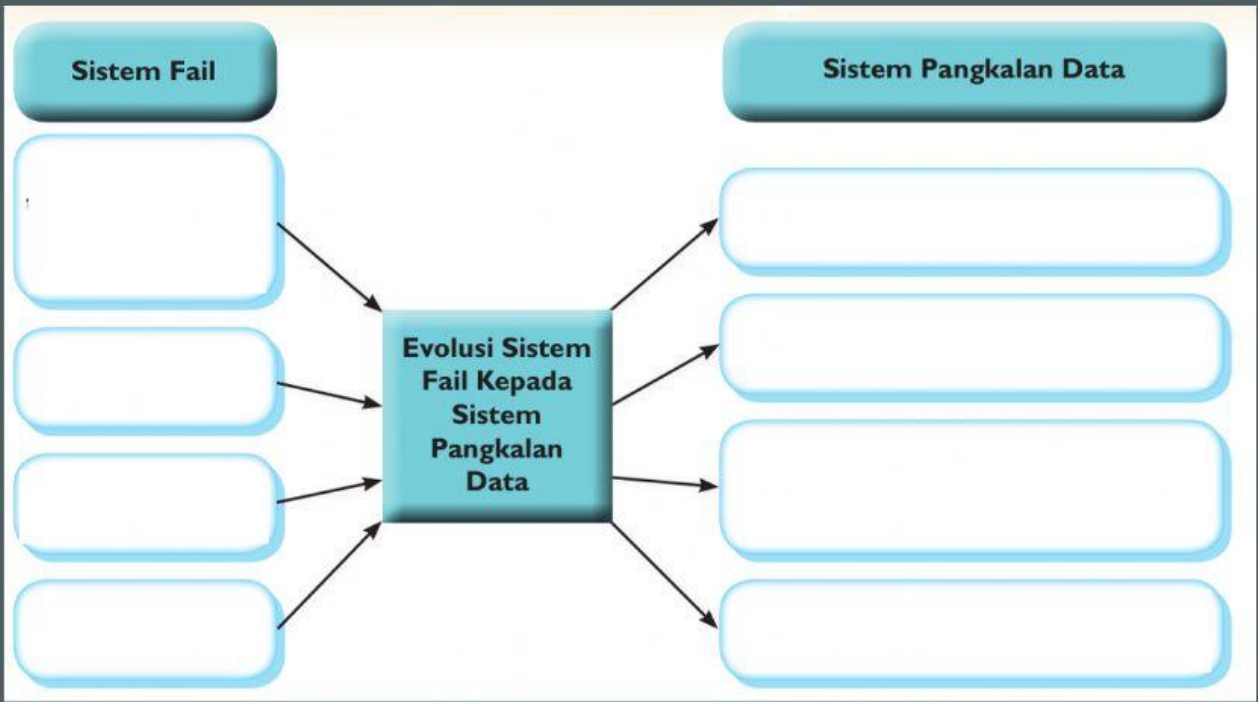 Sistem Fail
Sistem Pangkalan Data
Evolusi Sistem
Fail Kepada
Sistem
Pangkalan
Data